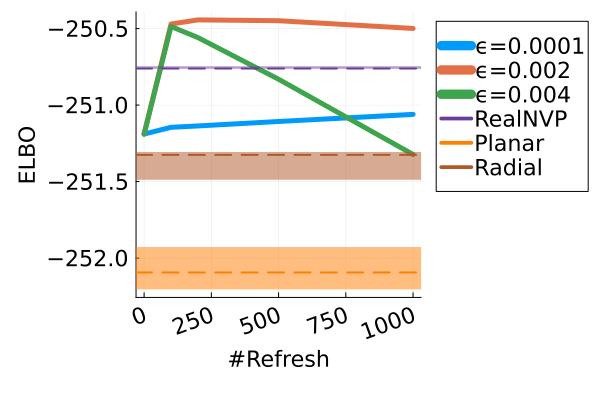 −250.5
−251.0
−251.5
−252.0
ELBO
0
250
500
750
1000
#Refresh
ϵ=0.0001
ϵ=0.002
ϵ=0.004
RealNVP
Planar
Radial